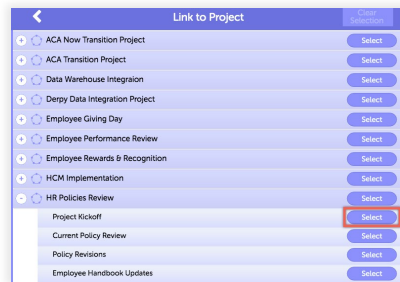 Link to Project
Clear
Selection
ACA Now Transition Project Select
ACA Transition Project Select
Data Warehouse Integraion Select
Derpy Data Integration Project Select
Employee Giving Day Select
Employee Performance Review Select
Employee Rewards & Recognition Select
HCM Implementation Select
HR Policies Review Select
Project Kickoff Select
Current Policy Review Select
Policy Revisions Select
Employee Handbook Updates Select